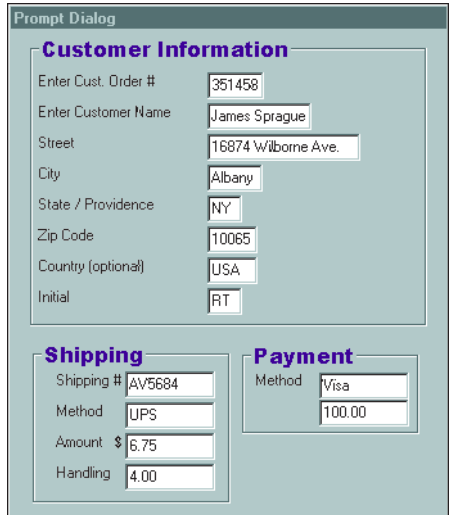 Prompt Dialog
Customer Information
Enter Cust. Order # 351458
Enter Customer Name James Sprague
Street 16874 Wilborne Ave.
City Albany
State / Providence NY
Zip Code 10065
Country (optional) USA
Initial RT
Shipping
Shipping # AV5684
Method UPS
Amount $ 6.75
Handling 4.00
Payment
Method Visa
100.00